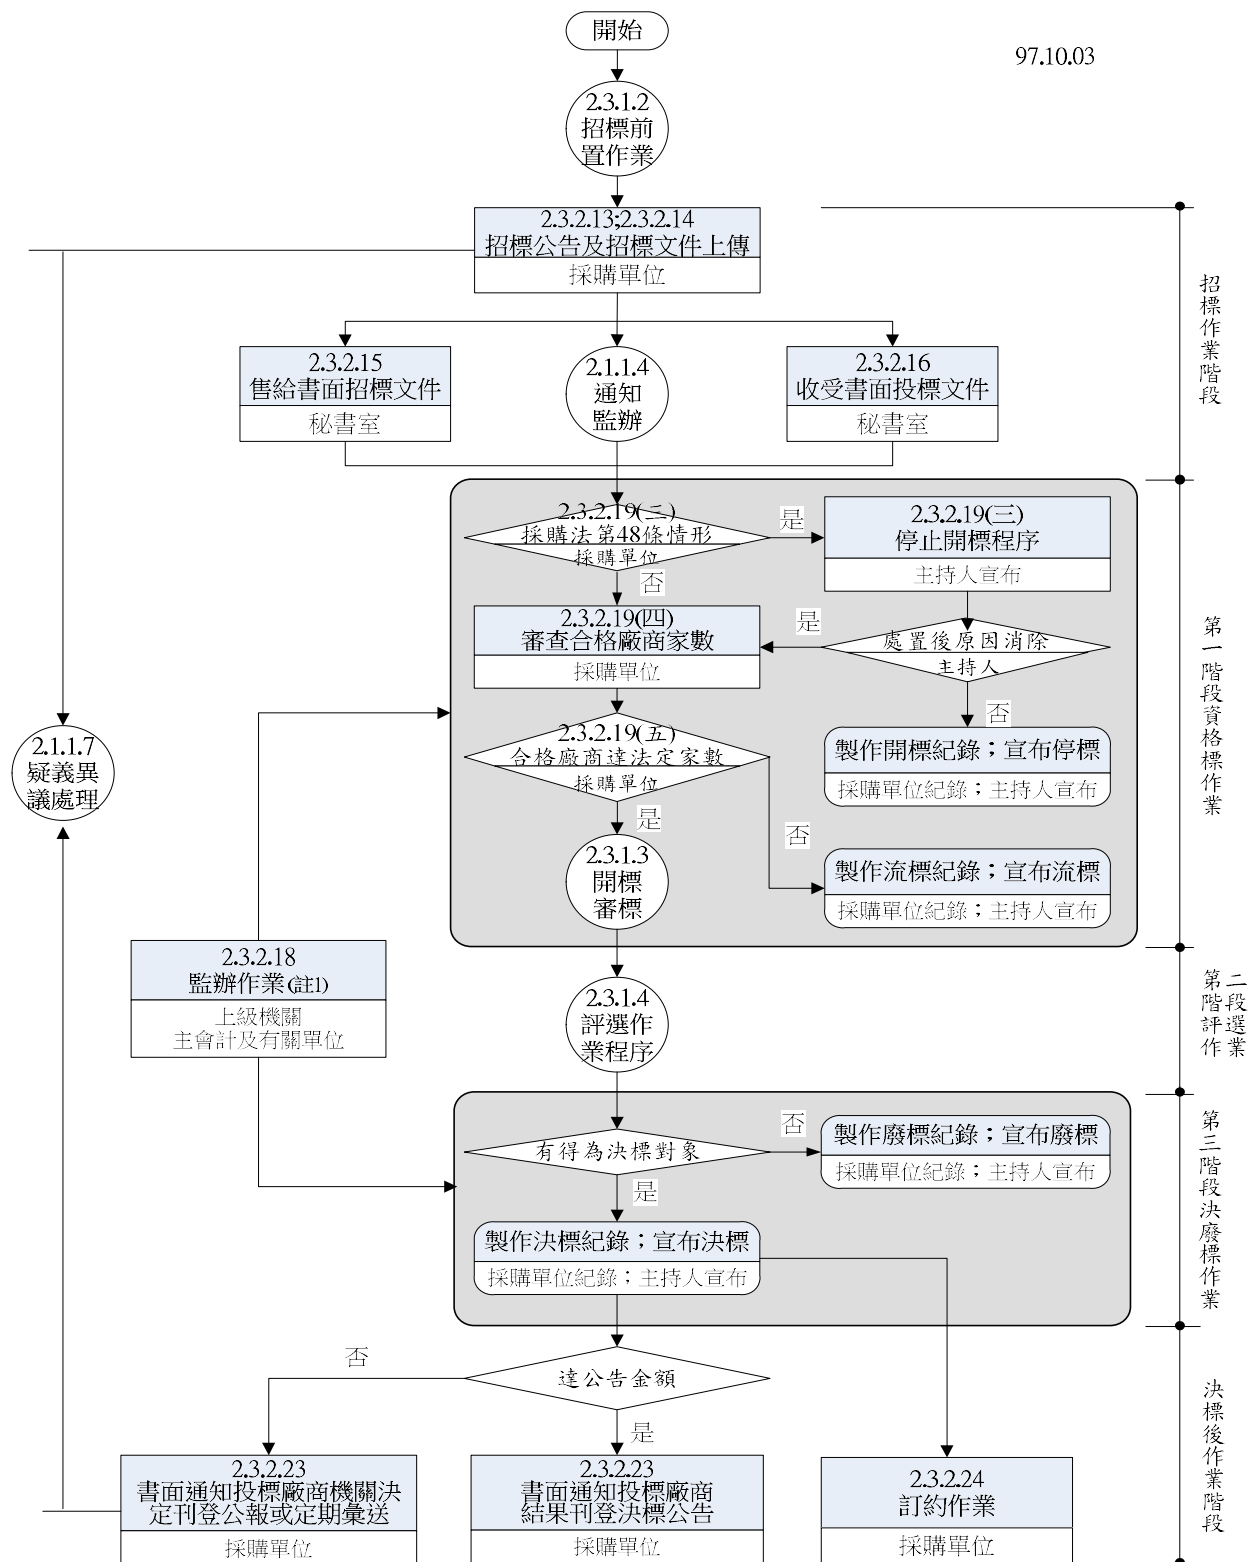 開始
97.10.03
2.3.1.2
招標前
置作業
2.3.2.13;2.3.2.14
招標公告及招標文件上傳
採購單位
招標作業階段
2.3.2.15
售給書面招標文件
秘書室
2.1.1.4
通知
監辦
2.3.2.16
收受書面投標文件
秘書室
2.3.2.19(三)
採購法第48條情形
採購單位
是
2.3.2.19(三)
停止開標程序
主持人宣布
否
2.3.2.19(四)
審查合格廠商家數
採購單位
是
處置後原因消除
主持人
第一階段資格標作業
否
2.3.2.19(五)
合格廠商達法定家數
採購單位
製作開標紀錄；宣布停標
採購單位紀錄；主持人宣布
2.1.1.7
疑義異
議處理
是
否
2.3.1.3
開標
審標
製作流標紀錄；宣布流標
採購單位紀錄；主持人宣布
2.3.2.18
監辦作業(註1)
上級機關
主會計及有關單位
2.3.1.4
評選作
業程序
第二
階段
評選
作業
有得為決標對象
否
製作廢標紀錄；宣布廢標
採購單位紀錄；主持人宣布
第三階段決廢標作業
是
製作決標紀錄；宣布決標
採購單位紀錄；主持人宣布
否
達公告金額
是
決標後作業階段
2.3.2.23
書面通知投標廠商機關決
定刊登公報或定期彙送
採購單位
2.3.2.23
書面通知投標廠商
結果刊登決標公告
採購單位
2.3.2.24
訂約作業
採購單位